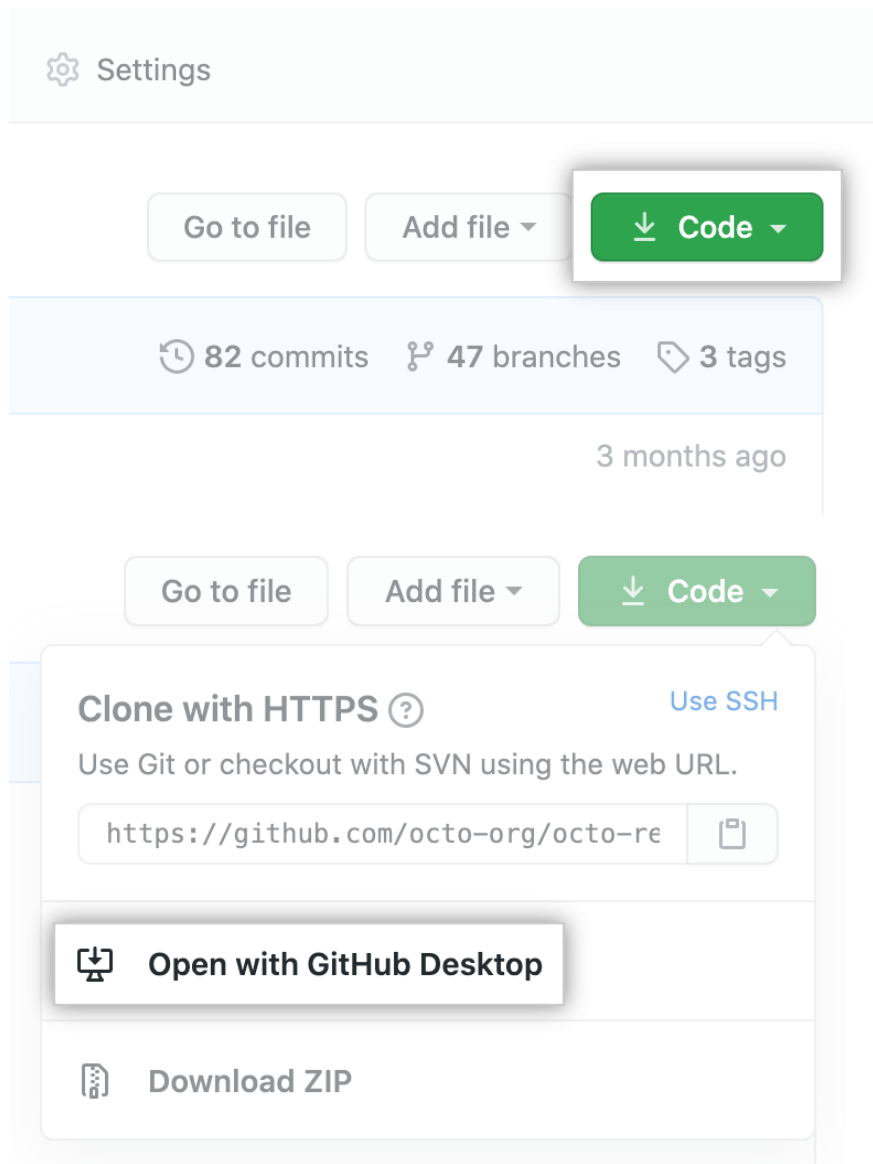 Settings
Go to file Add file Code
82 commits 47 branches 3 tags
3 months ago
Go to file Add file Code
Clone with HTTPS ? Use SSH
Use Git or checkout with SVN using the web URL.
https://github.com/octo-org/octo-re
Open with GitHub Desktop
Download ZIP